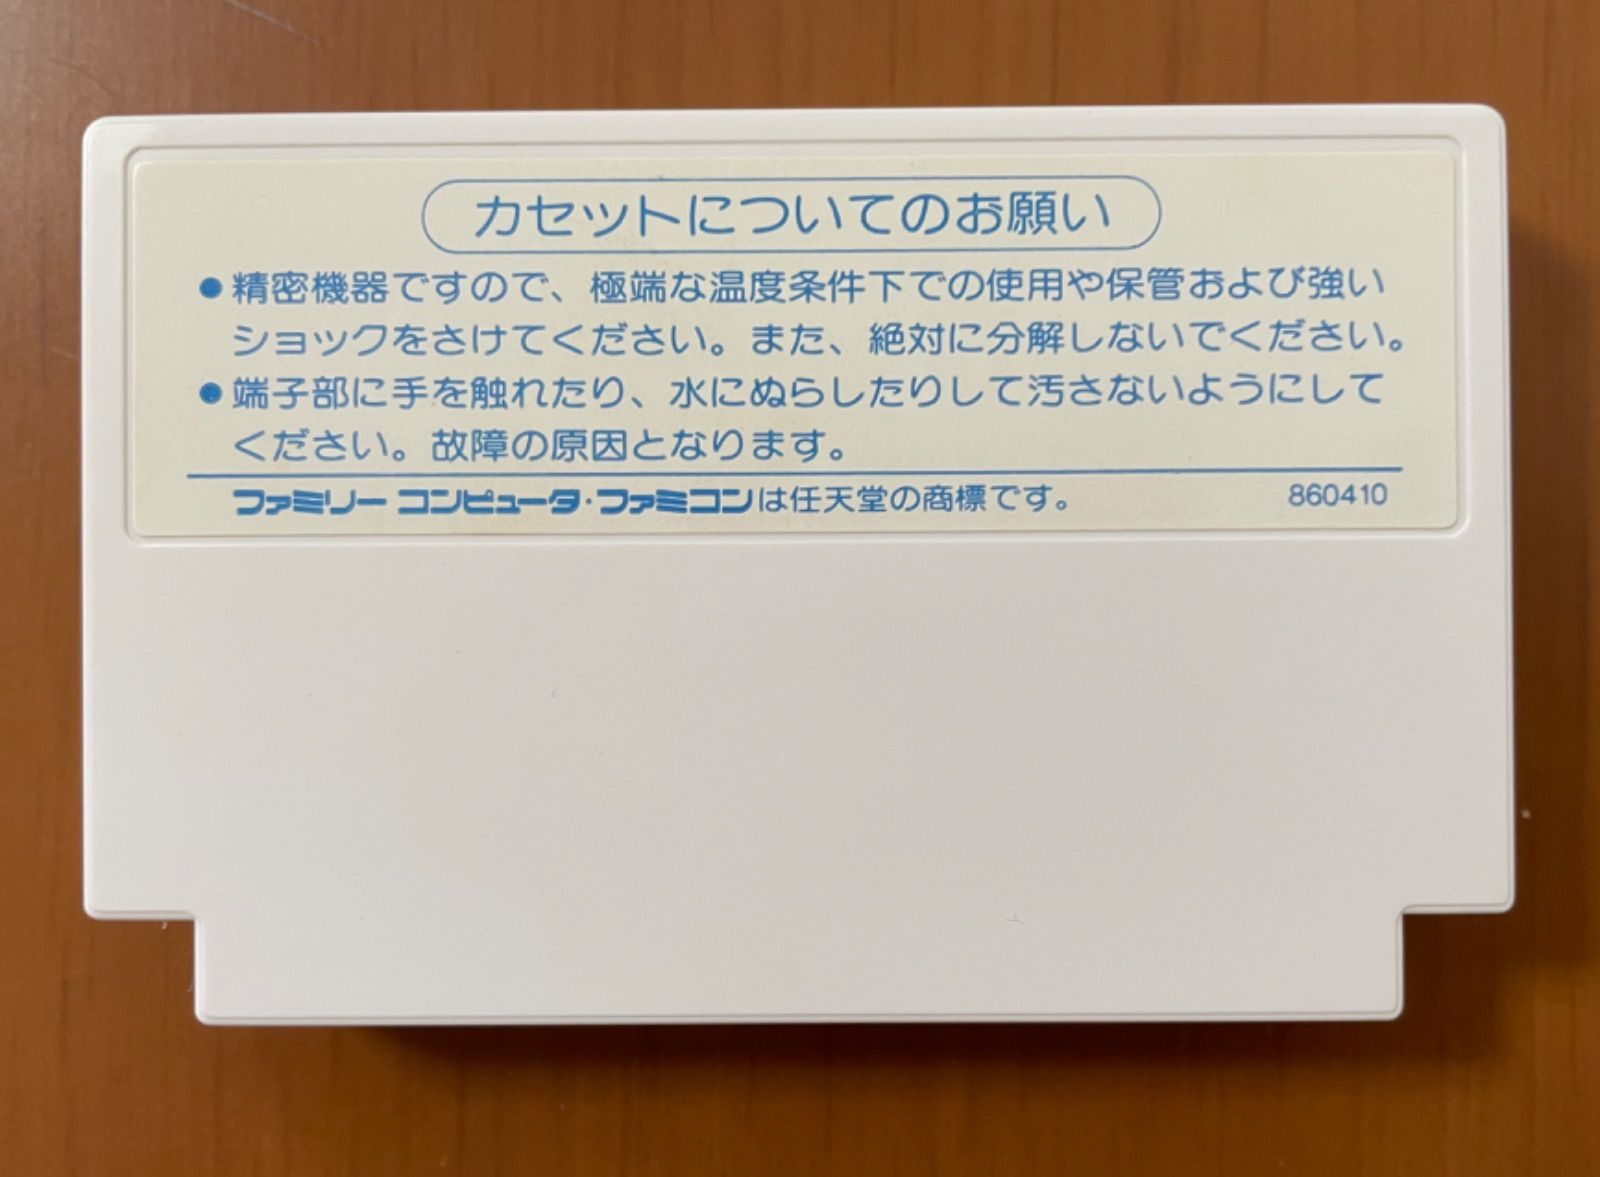 カセットについてのお願い
●精密機器ですので、極端な温度条件下での使用や保管および強い
ショックをさけてください。また、絶対に分解しないでください。
●端子部に手を触れたり、水にぬらしたりして汚さないようにして
ください。故障の原因となります。
ファミリー コンピュータ・ファミコンは任天堂の商標です。 860410